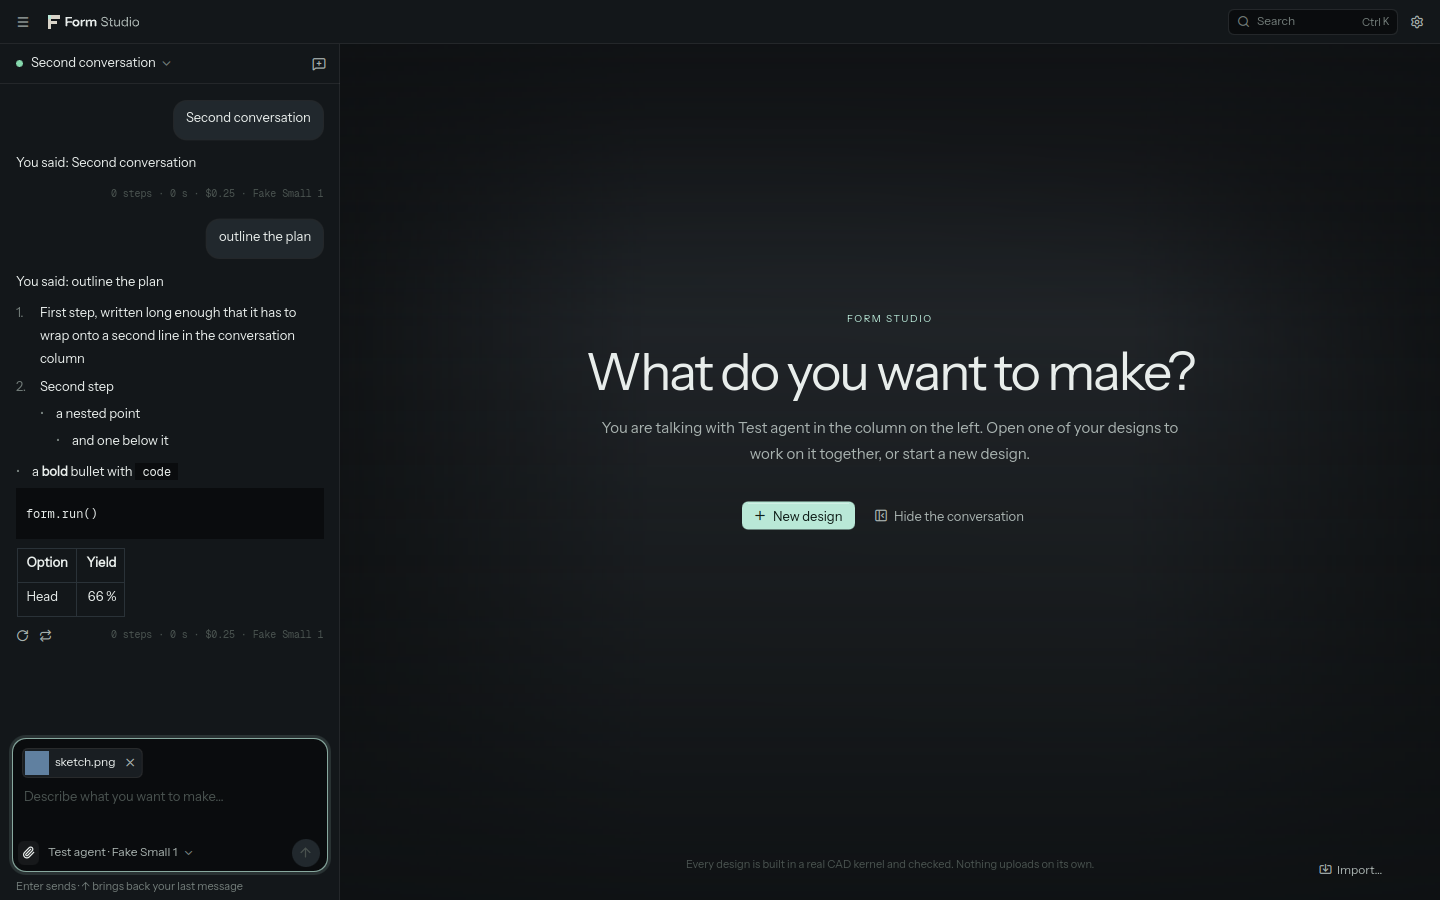 Form Studio
Search
Ctrl K
Second conversation
Second conversation
You said: Second conversation
0 steps · 0 s · $0.25 · Fake Small 1
outline the plan
You said: outline the plan
1. First step, written long enough that it has to
wrap onto a second line in the conversation
column
2. Second step
· a nested point
· and one below it
· a bold bullet with code
form.run()
Option Yield
Head 66 %
0 steps · 0 s · $0.25 · Fake Small 1
sketch.png
Describe what you want to make...
Test agent · Fake Small 1
Enter sends · ↑ brings back your last message
FORM STUDIO
What do you want to make?
You are talking with Test agent in the column on the left. Open one of your designs to
work on it together, or start a new design.
New design
Hide the conversation
Every design is built in a real CAD kernel and checked. Nothing uploads on its own.
Import...